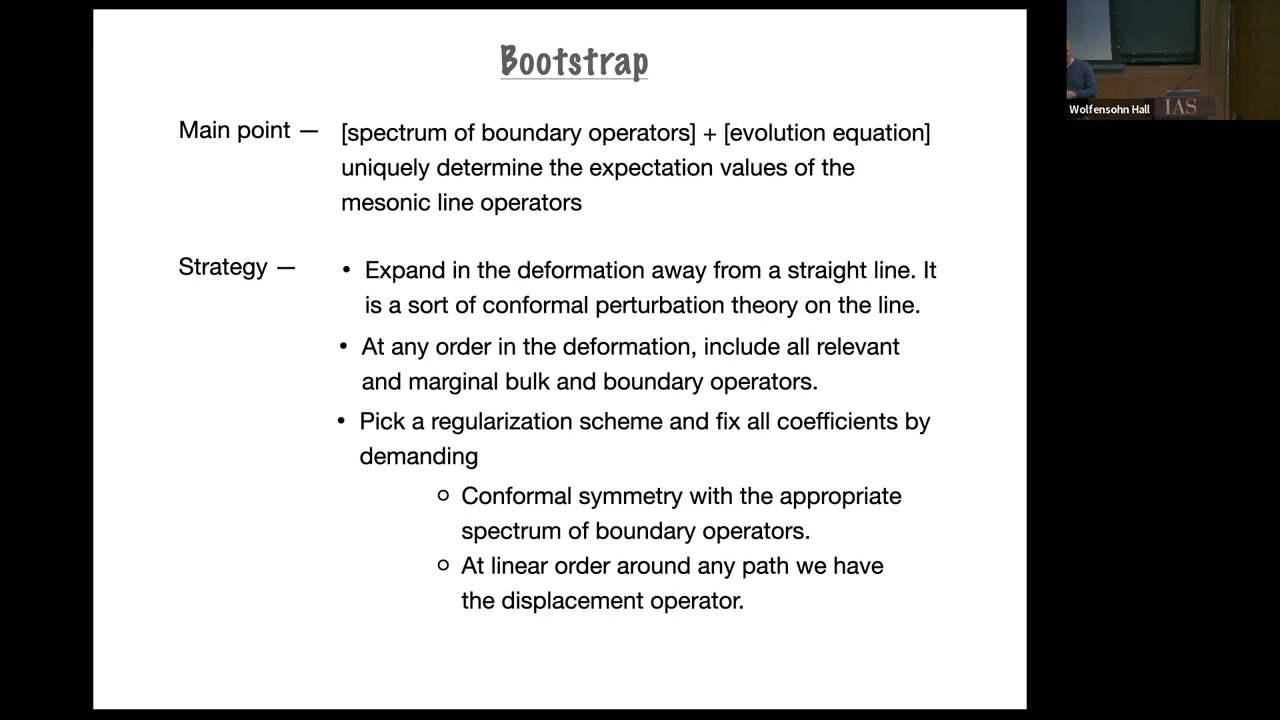 Bootstrap
Main point — [spectrum of boundary operators] + [evolution equation]
uniquely determine the expectation values of the
mesonic line operators
Strategy — • Expand in the deformation away from a straight line. It
is a sort of conformal perturbation theory on the line.
• At any order in the deformation, include all relevant
and marginal bulk and boundary operators.
• Pick a regularization scheme and fix all coefficients by
demanding
○ Conformal symmetry with the appropriate
spectrum of boundary operators.
○ At linear order around any path we have
the displacement operator.
Wolfensohn Hall
IAS